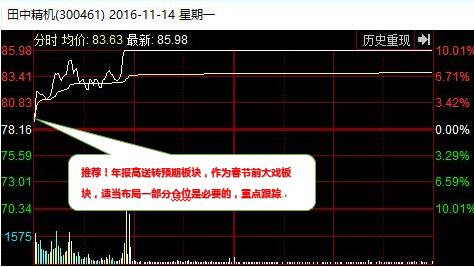 田中精机(300461) 2016-11-14 星期一
分时 均价: 83.63 最新: 85.98 历史重现
85.98 10.01%
83.41 6.71%
80.83 3.42%
78.16 0.00%
75.59 3.29%
73.01 6.59%
70.34 10.01%
推荐！年报高送转预期板块，作为春节前大戏板
块，适当布局一部分仓位是必要的，重点跟踪.
1575